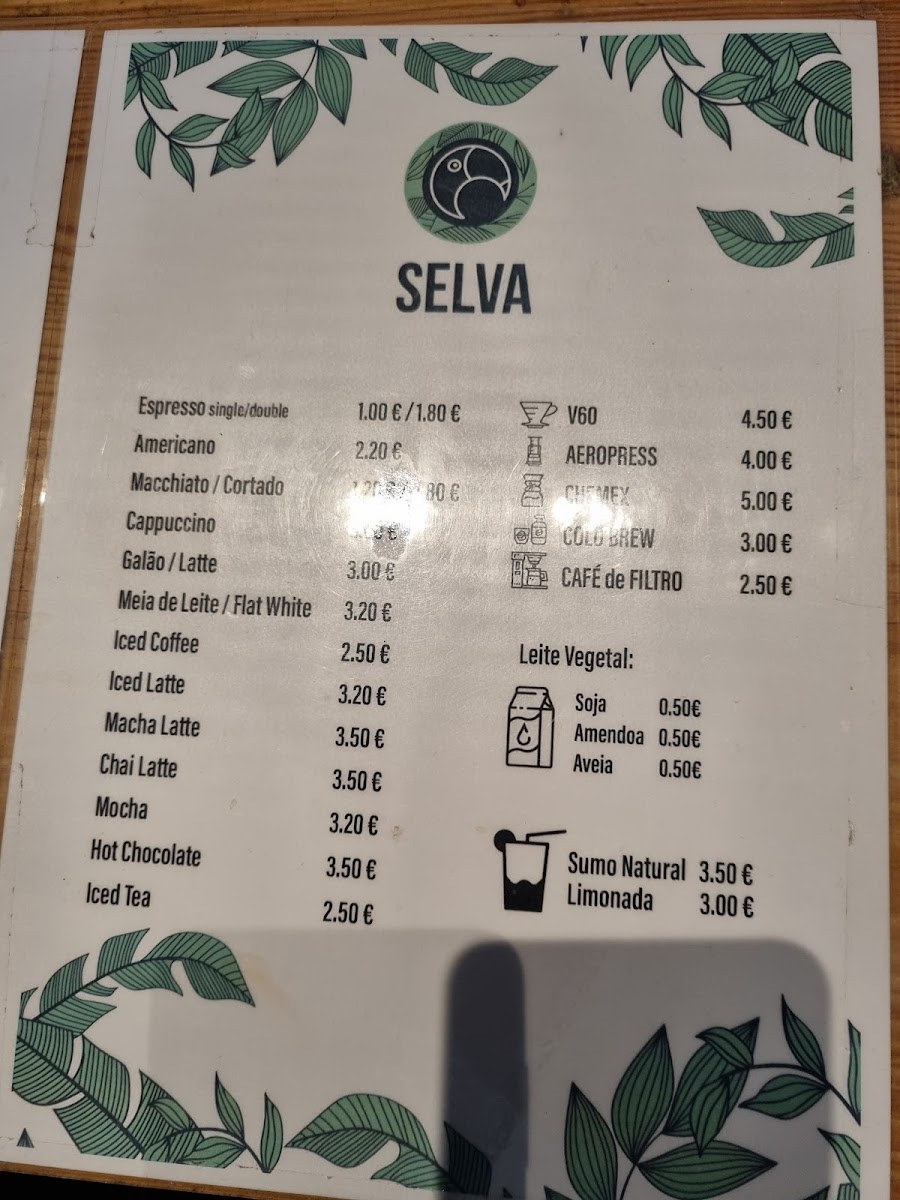 SELVA
Espresso single/double 1.00 € / 1.80 €
Americano 2.20 €
Macchiato / Cortado 80 €
Cappuccino €
Galão / Latte 3.00 €
Meia de Leite / Flat White 3.20 €
Iced Coffee 2.50 €
Iced Latte 3.20 €
Macha Latte 3.50 €
Chai Latte 3.50 €
Mocha 3.20 €
Hot Chocolate 3.50 €
Iced Tea 2.50 €
V60 4.50 €
AEROPRESS 4.00 €
CHEMEX 5.00 €
COLD BREW 3.00 €
CAFÉ de FILTRO 2.50 €
Leite Vegetal:
Soja 0.50€
Amendoa 0.50€
Aveia 0.50€
Sumo Natural 3.50 €
Limonada 3.00 €